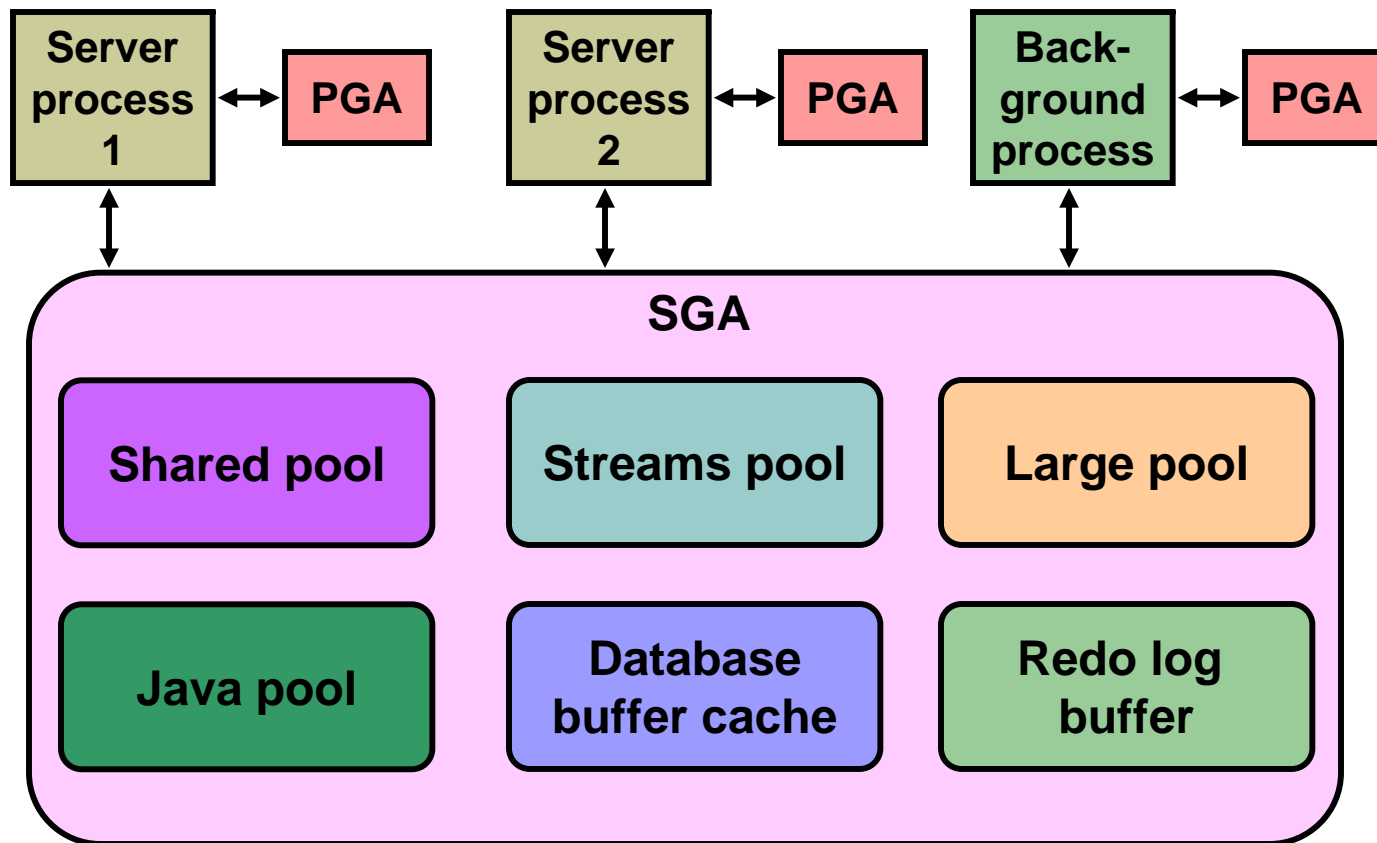 Server
process
1
PGA
Server
process
2
PGA
Back-
ground
process
PGA
SGA
Shared pool
Streams pool
Large pool
Java pool
Database
buffer cache
Redo log
buffer